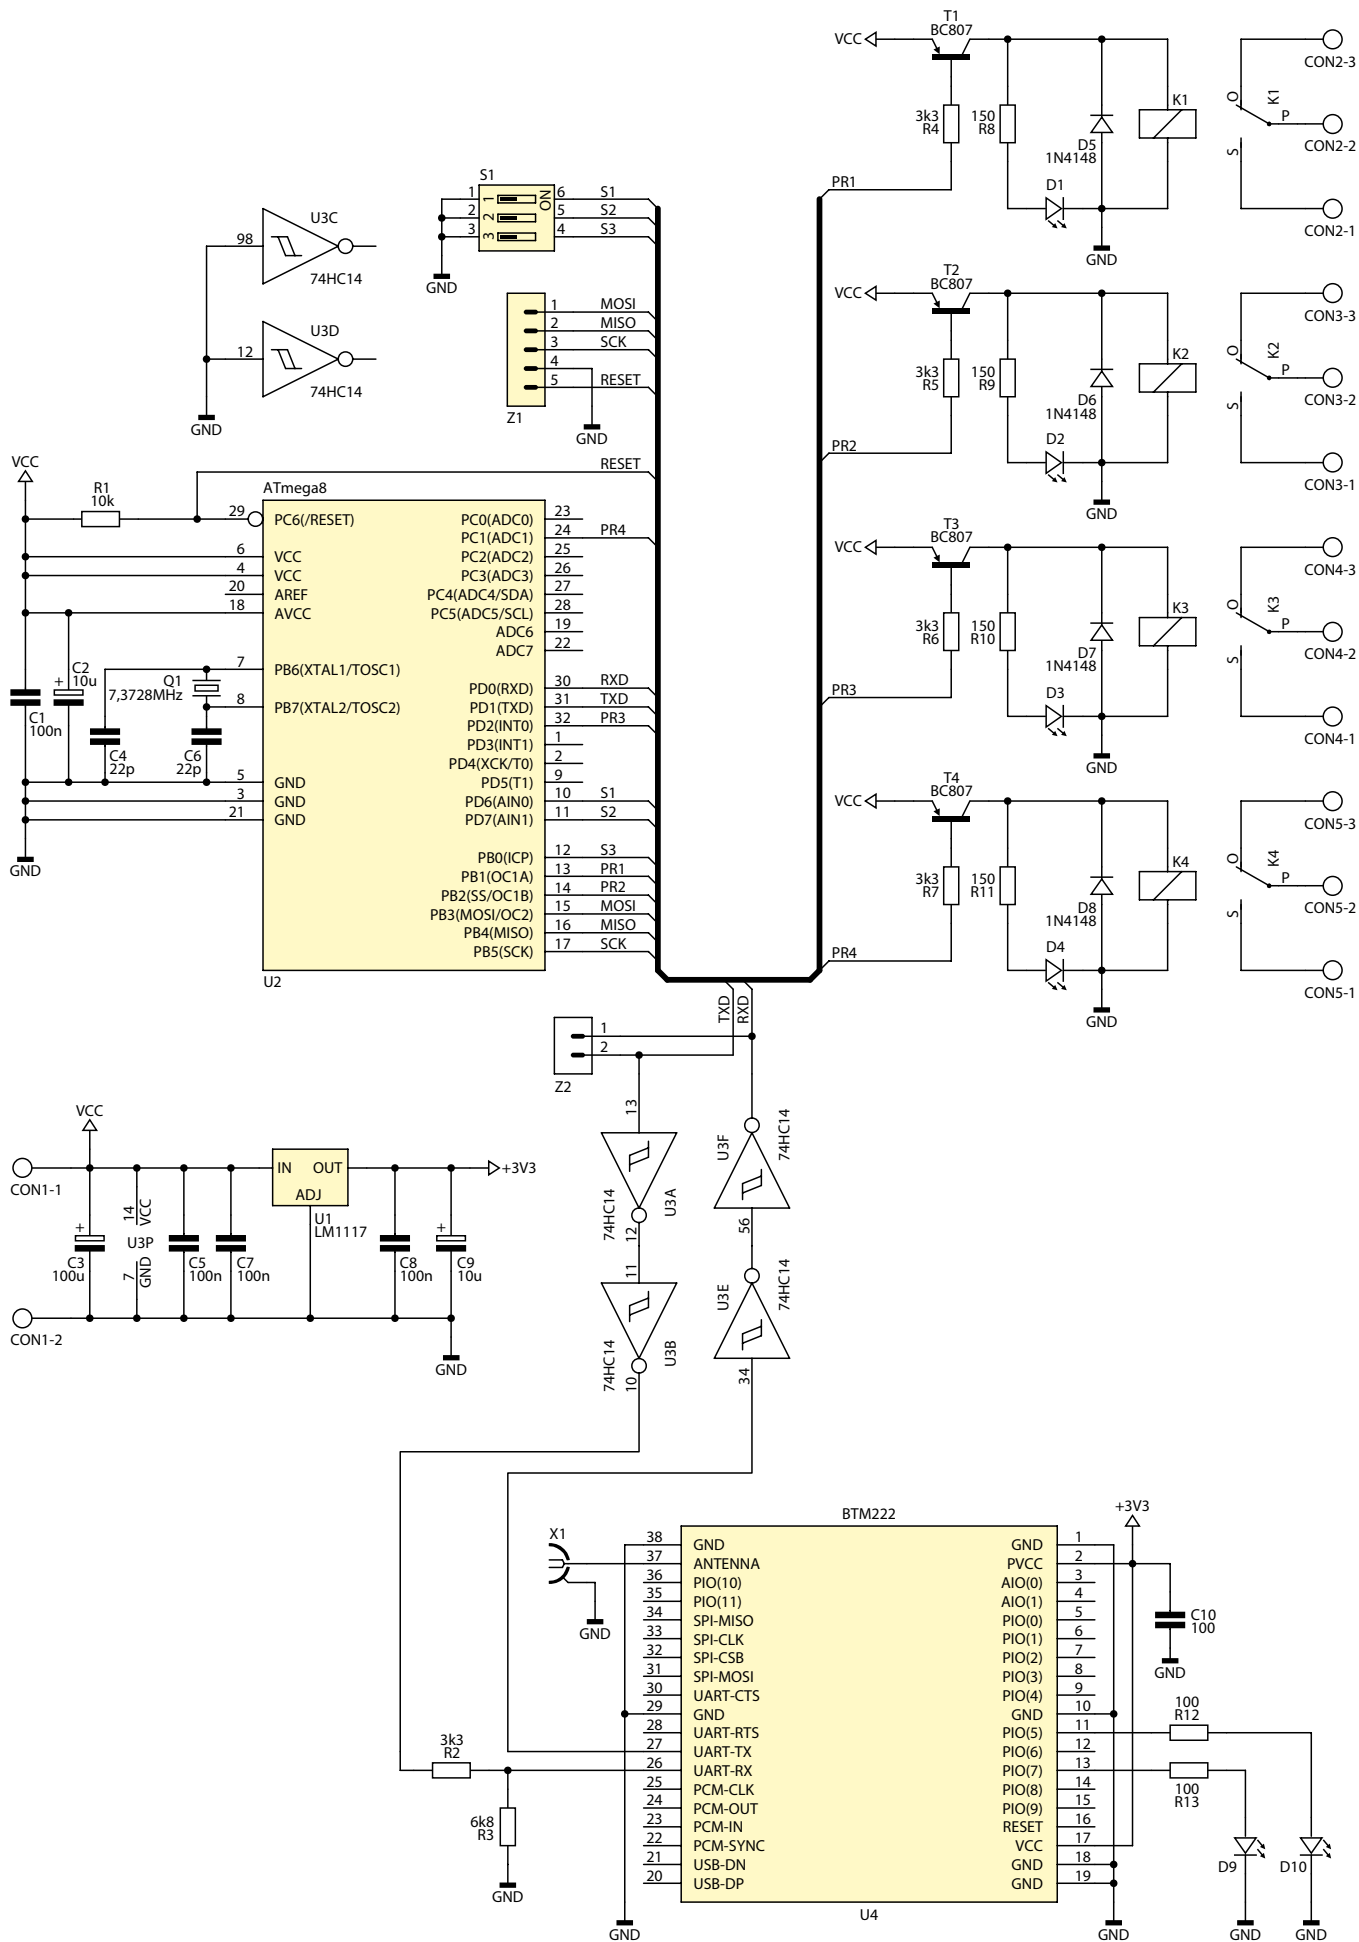 T1
BC807
VCC
CON2-3
3k3
R4
150
R8
D5
1N4148
K1
O
K1
P
S
CON2-2
PR1
D1
CON2-1
GND
S1
1
2
3
1
2
3
ON
6
5
4
S1
S2
S3
GND
U3C
98
74HC14
U3D
12
74HC14
GND
Z1
1
2
3
4
5
MOSI
MISO
SCK
RESET
GND
T2
BC807
VCC
CON3-3
3k3
R5
150
R9
D6
1N4148
K2
O
K2
P
S
CON3-2
PR2
D2
CON3-1
GND
VCC
R1
10k
RESET
ATmega8
29
PC6(/RESET)
6
VCC
4
VCC
20
AREF
18
AVCC
7
PB6(XTAL1/TOSC1)
8
PB7(XTAL2/TOSC2)
5
GND
3
GND
21
GND
PC0(ADC0)
23
PC1(ADC1)
24
PR4
PC2(ADC2)
25
PC3(ADC3)
26
PC4(ADC4/SDA)
27
PC5(ADC5/SCL)
28
ADC6
19
ADC7
22
PD0(RXD)
30
RXD
PD1(TXD)
31
TXD
PD2(INT0)
32
PR3
PD3(INT1)
1
PD4(XCK/T0)
2
PD5(T1)
9
PD6(AIN0)
10
S1
PD7(AIN1)
11
S2
PB0(ICP)
12
S3
PB1(OC1A)
13
PR1
PB2(SS/OC1B)
14
PR2
PB3(MOSI/OC2)
15
MOSI
PB4(MISO)
16
MISO
PB5(SCK)
17
SCK
U2
C2
+
10u
Q1
7,3728MHz
C1
100n
C4
22p
C6
22p
GND
T3
BC807
VCC
CON4-3
3k3
R6
150
R10
D7
1N4148
K3
O
K3
P
S
CON4-2
PR3
D3
CON4-1
GND
T4
BC807
VCC
CON5-3
3k3
R7
150
R11
D8
1N4148
K4
O
K4
P
S
CON5-2
PR4
D4
CON5-1
GND
TXD
RXD
Z2
1
2
13
74HC14
U3A
12
11
74HC14
U3B
10
U3F
74HC14
56
U3E
74HC14
34
VCC
CON1-1
CON1-2
+
C3
100u
14
VCC
U3P
7
GND
C5
100n
C7
100n
IN
OUT
ADJ
U1
LM1117
C8
100n
+
C9
10u
+3V3
GND
BTM222
X1
GND
38
GND
37
ANTENNA
36
PIO(10)
35
PIO(11)
34
SPI-MISO
33
SPI-CLK
32
SPI-CSB
31
SPI-MOSI
30
UART-CTS
29
GND
28
UART-RTS
27
UART-TX
26
UART-RX
25
PCM-CLK
24
PCM-OUT
23
PCM-IN
22
PCM-SYNC
21
USB-DN
20
USB-DP
GND
1
PVCC
2
AIO(0)
3
AIO(1)
4
PIO(0)
5
PIO(1)
6
PIO(2)
7
PIO(3)
8
PIO(4)
9
GND
10
PIO(5)
11
PIO(6)
12
PIO(7)
13
PIO(8)
14
PIO(9)
15
RESET
16
VCC
17
GND
18
GND
19
U4
+3V3
C10
100
GND
100
R12
100
R13
D9
D10
GND
GND
GND
GND
3k3
R2
6k8
R3
GND